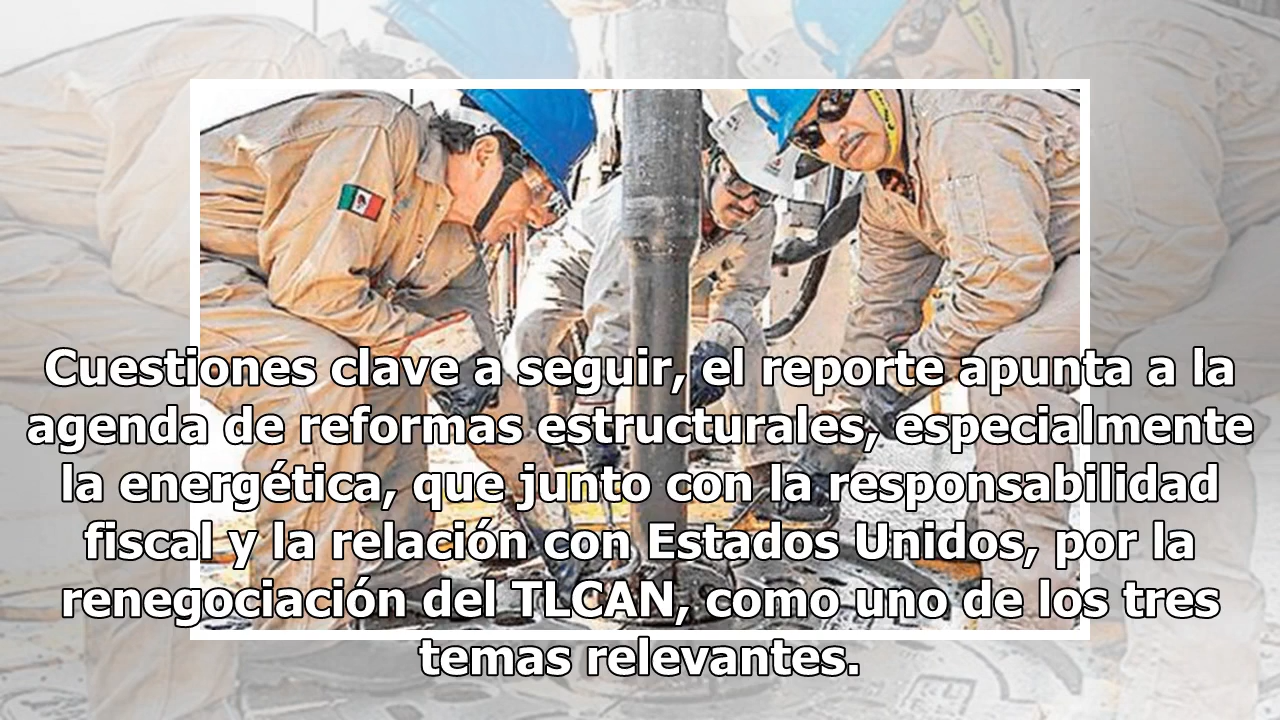 Cuestiones clave a seguir, el reporte apunta a la
agenda de reformas estructurales, especialmente
la energética, que junto con la responsabilidad
fiscal y la relación con Estados Unidos, por la
renegociación del TLCAN, como uno de los tres
temas relevantes.